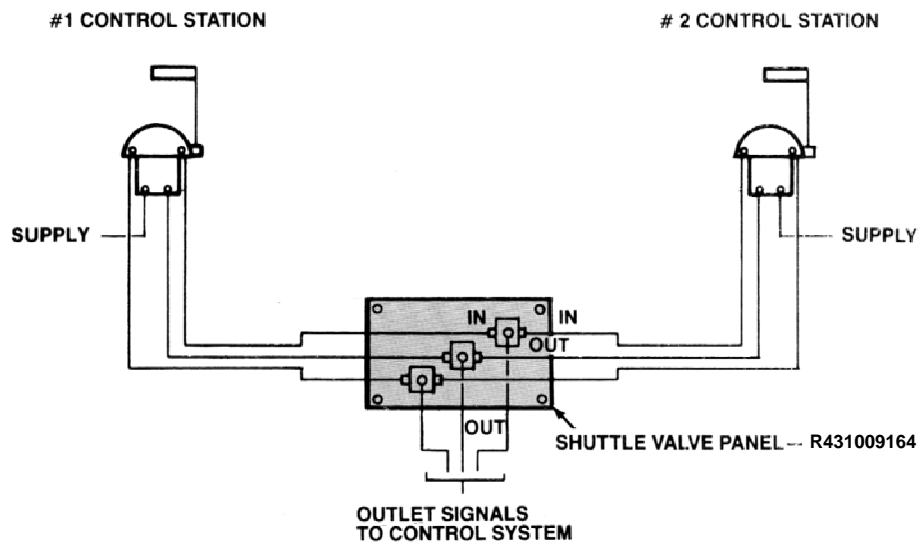 #1 CONTROL STATION
# 2 CONTROL STATION
SUPPLY
SUPPLY
IN
IN
OUT
OUT
SHUTTLE VALVE PANEL - R431009164
OUTLET SIGNALS
TO CONTROL SYSTEM